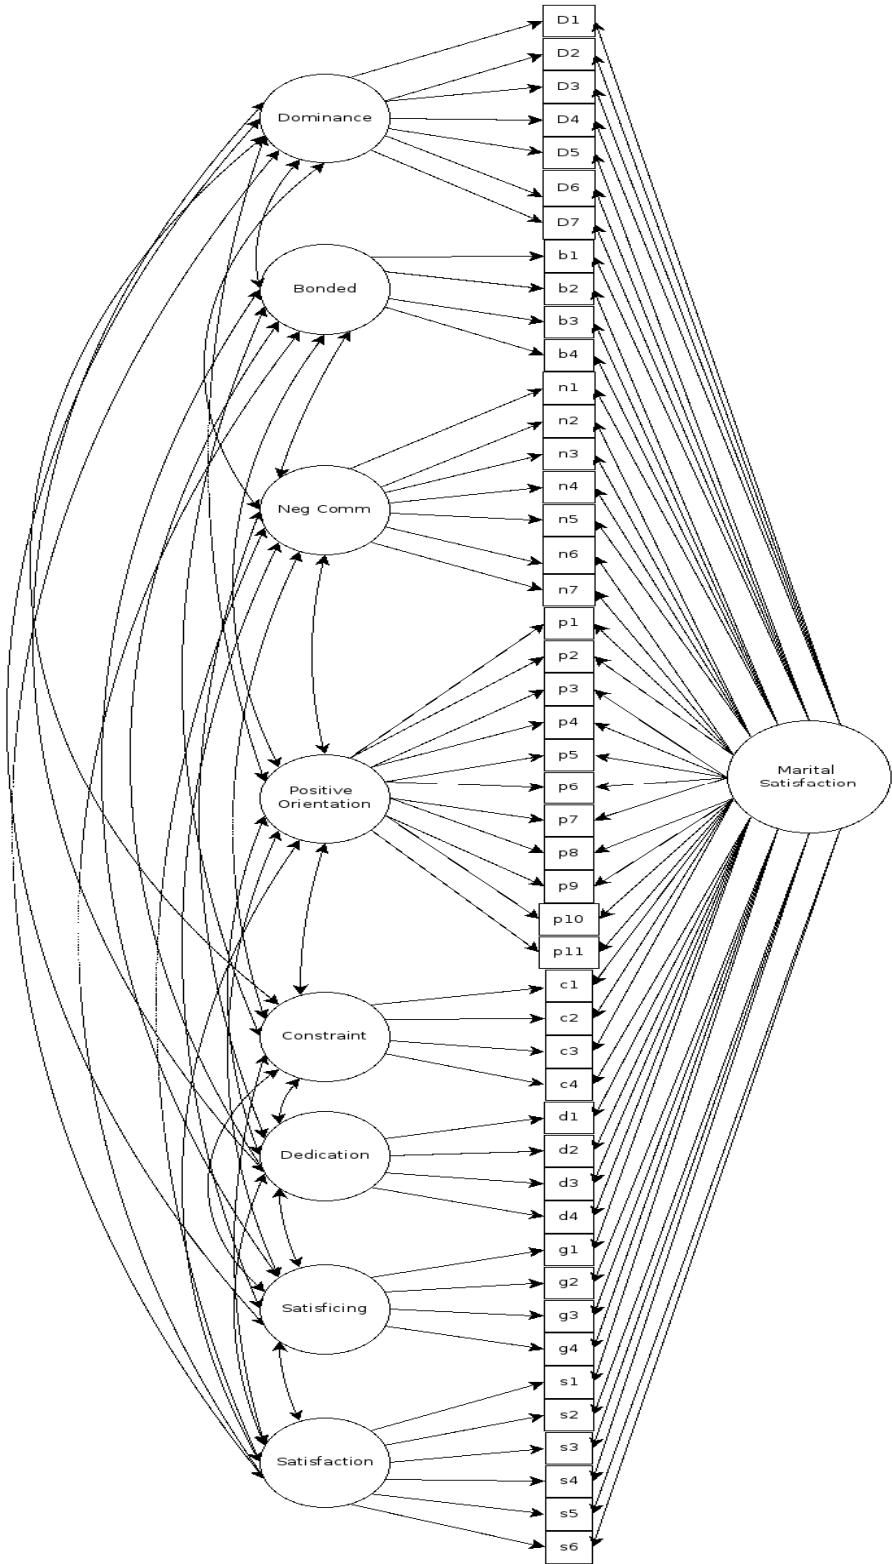 D1
D2
D3
D4
D5
D6
D7
Dominance
b1
b2
b3
b4
Bonded
n1
n2
n3
n4
n5
n6
n7
Neg Comm
p1
p2
p3
p4
p5
p6
p7
p8
p9
p10
p11
Positive
Orientation
Marital
Satisfaction
c1
c2
c3
c4
Constraint
d1
d2
d3
d4
Dedication
g1
g2
g3
g4
Satisficing
s1
s2
s3
s4
s5
s6
Satisfaction